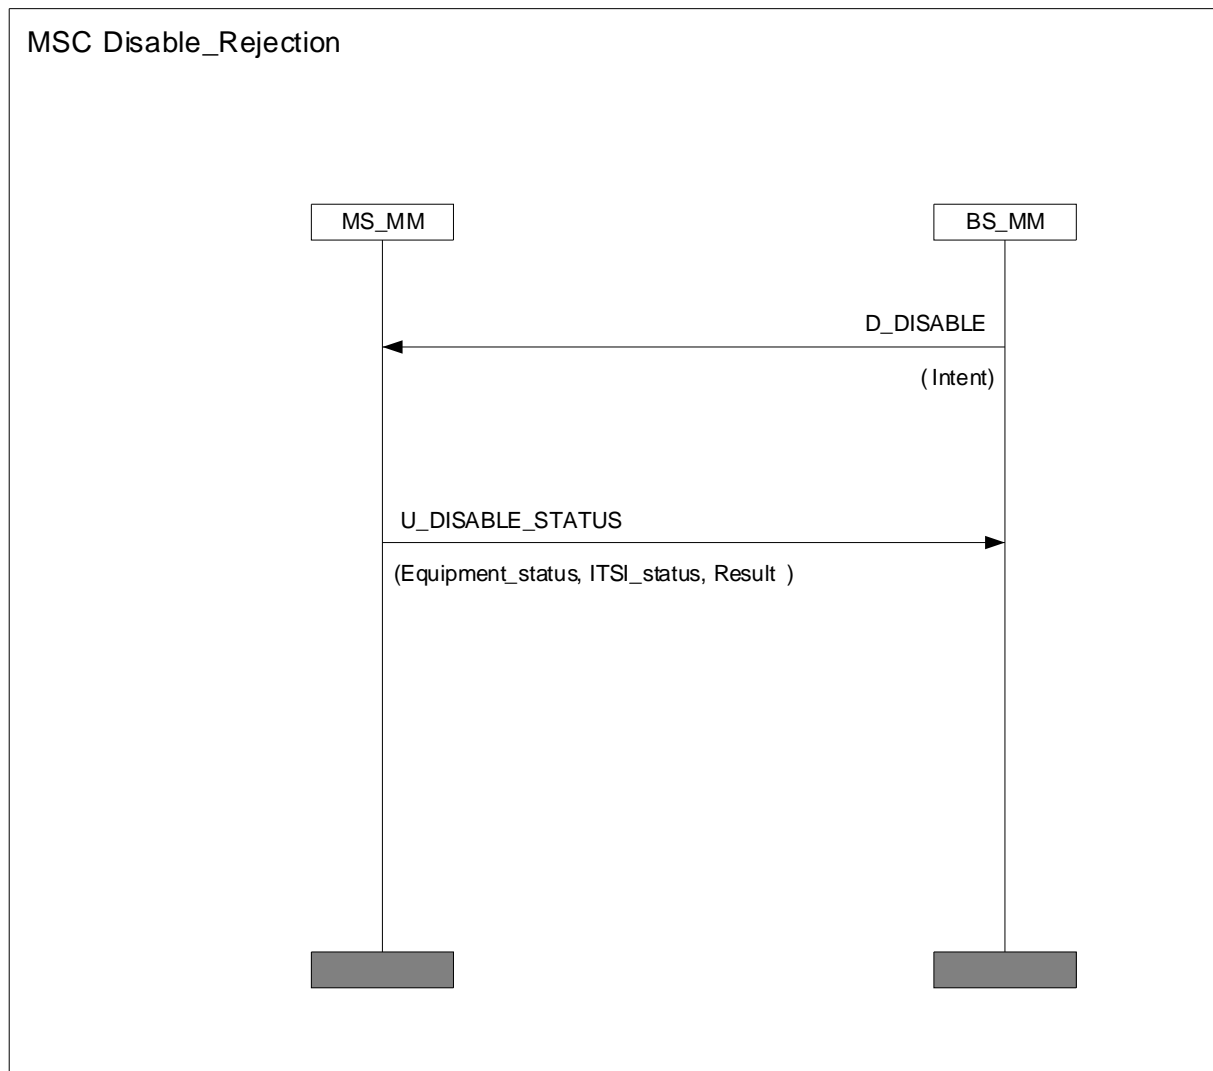 MSC Disable_Rejection
MS_MM
BS_MM
D_DISABLE
( Intent)
U_DISABLE_STATUS
(Equipment_status, ITSI_status, Result )